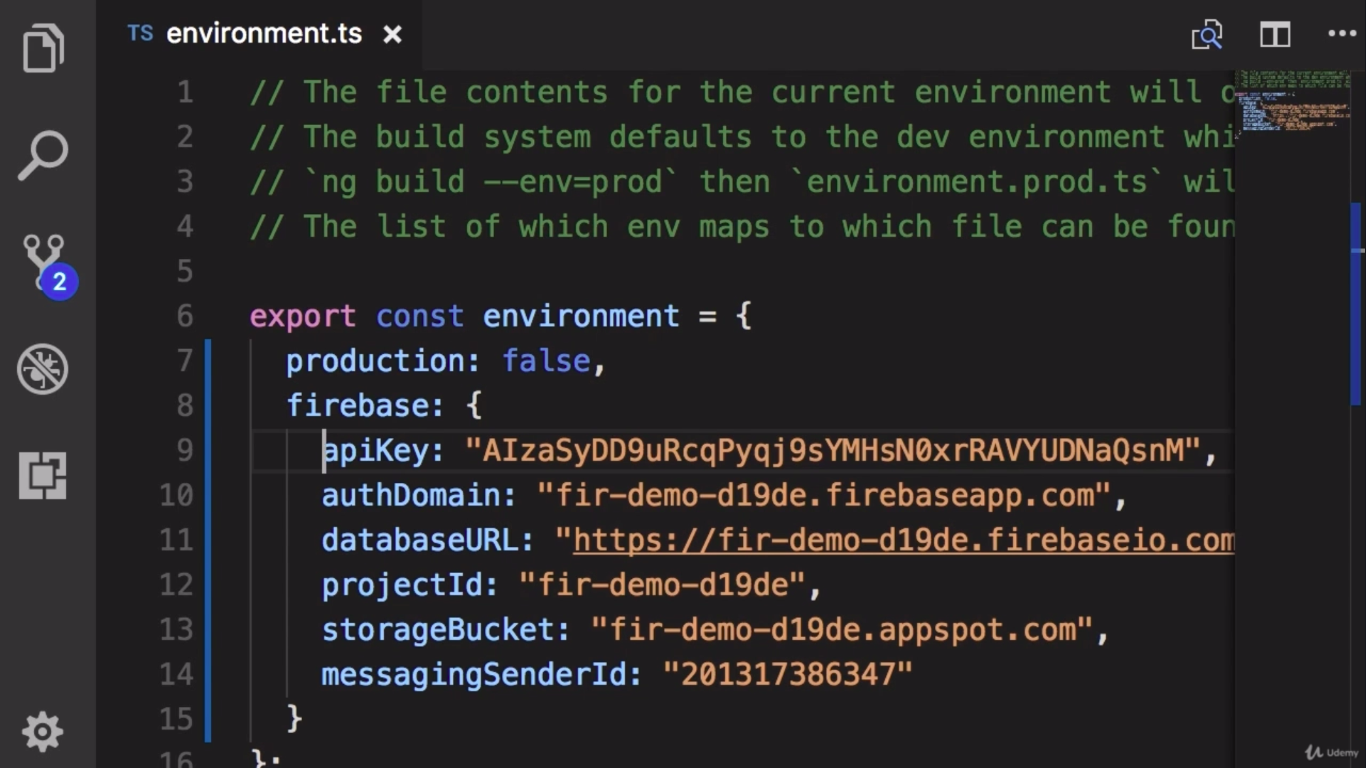 TS environment.ts ×
1 // The file contents for the current environment will o
2 // The build system defaults to the dev environment whi
3 // `ng build --env=prod` then `environment.prod.ts` wil
4 // The list of which env maps to which file can be foun
5
6 export const environment = {
7 production: false,
8 firebase: {
9 apiKey: "AIzaSyDD9uRcqPyqj9sYMHsN0xrRAVYUDNaQsnM",
10 authDomain: "fir-demo-d19de.firebaseapp.com",
11 databaseURL: "https://fir-demo-d19de.firebaseio.com
12 projectId: "fir-demo-d19de",
13 storageBucket: "fir-demo-d19de.appspot.com",
14 messagingSenderId: "201317386347"
15 }
16 };
2
Udemy